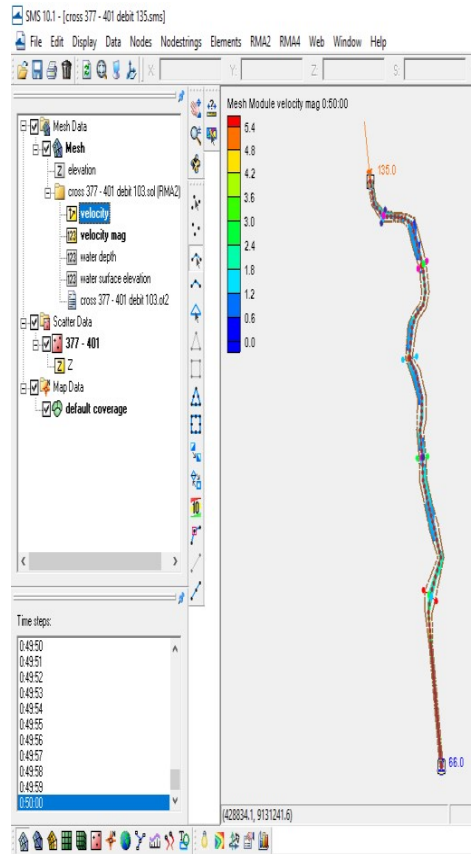 SMS 10.1 - [cross 377 - 401 debit 135.sms]
File Edit Display Data Nodes Nodestrings Elements RMA2 RMA4 Web Window Help
X: Y: Z: S:
Mesh Data
Mesh
Z elevation
cross 377 - 401 debit 103.sol (RMA2)
velocity
123 velocity mag
123 water depth
123 water surface elevation
cross 377 - 401 debit 103.ot2
Scatter Data
377 - 401
Z Z
Map Data
default coverage
Time steps:
0:49:50
0:49:51
0:49:52
0:49:53
0:49:54
0:49:55
0:49:56
0:49:57
0:49:58
0:49:59
0:50:00
Mesh Module velocity mag 0:50:00
5.4
4.8
4.2
3.6
3.0
2.4
1.8
1.2
0.6
0.0
135.0
66.0
(428834.1, 9131241.6)